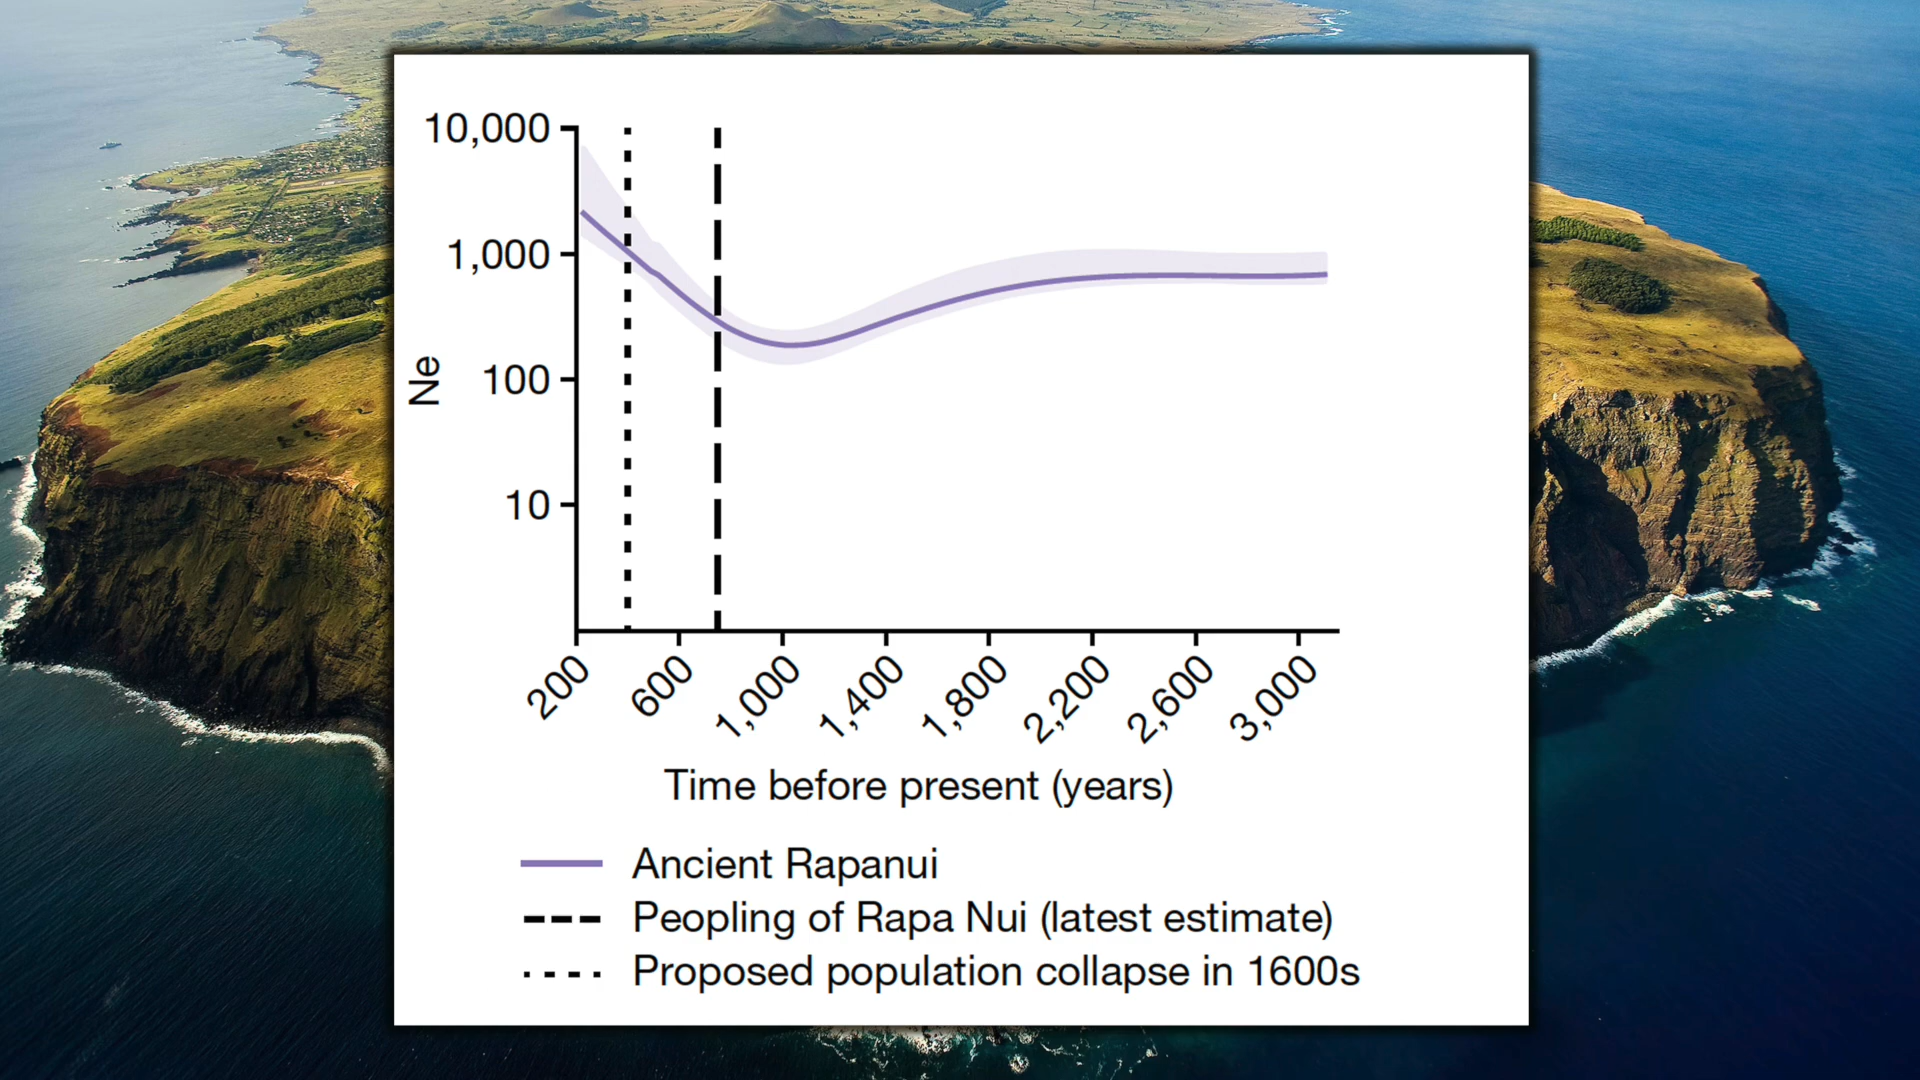 10,000
1,000
100
10
Ne
200
600
1,000
1,400
1,800
2,200
2,600
3,000
Time before present (years)
Ancient Rapanui
Peopling of Rapa Nui (latest estimate)
Proposed population collapse in 1600s